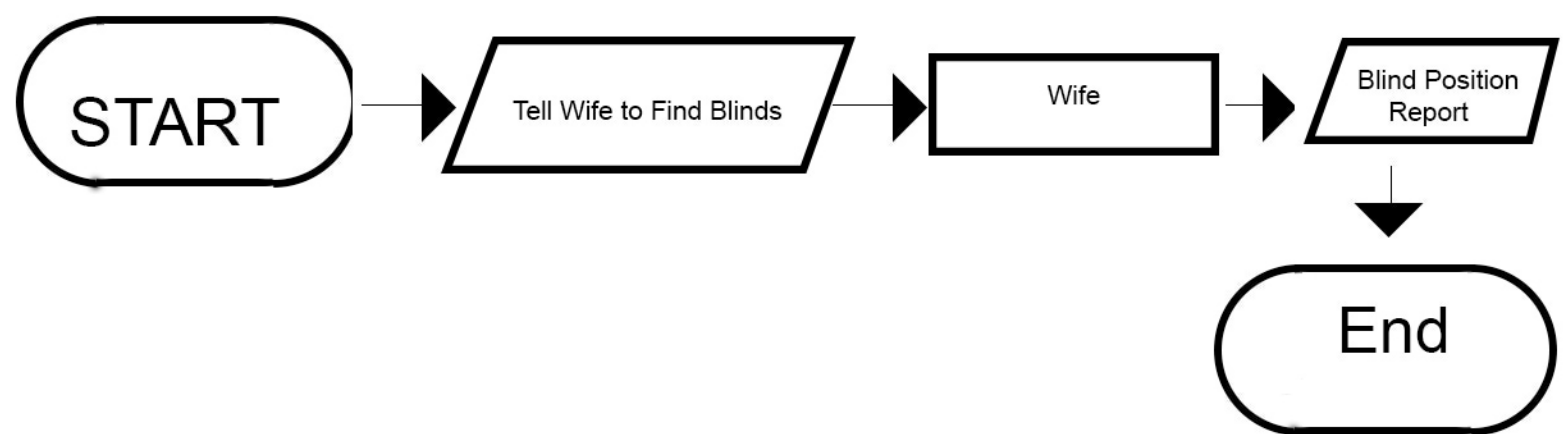 START
Tell Wife to Find Blinds
Wife
Blind Position
Report
End